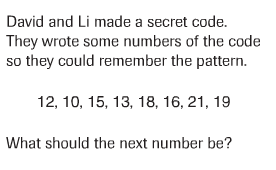 David and Li made a secret code.
They wrote some numbers of the code
so they could remember the pattern.
12, 10, 15, 13, 18, 16, 21, 19
What should the next number be?